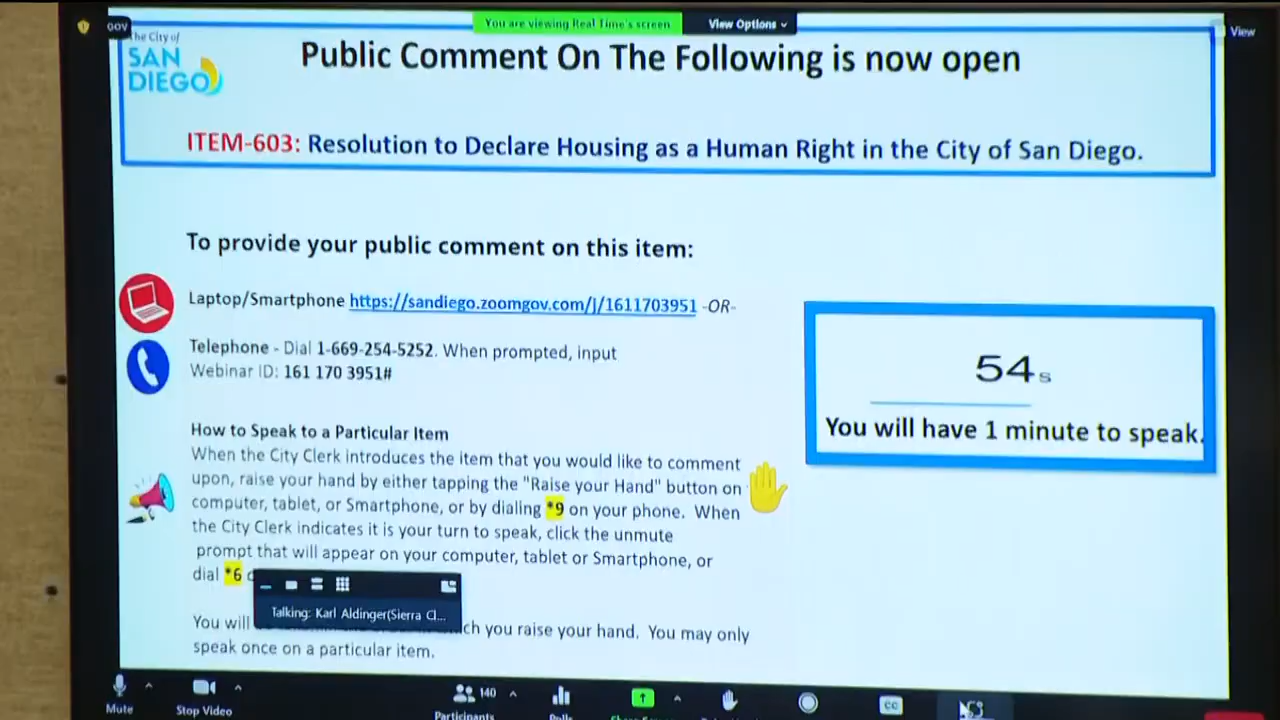 GOV
You are viewing Real Time's screen
View Options
View
The City of
SAN
DIEGO
Public Comment On The Following is now open
ITEM-603: Resolution to Declare Housing as a Human Right in the City of San Diego.
To provide your public comment on this item:
Laptop/Smartphone https://sandiego.zoomgov.com/j/1611703951 -OR-
Telephone - Dial 1-669-254-5252. When prompted, input
Webinar ID: 161 170 3951#
54s
You will have 1 minute to speak.
How to Speak to a Particular Item
When the City Clerk introduces the item that you would like to comment
upon, raise your hand by either tapping the "Raise your Hand" button on
computer, tablet, or Smartphone, or by dialing *9 on your phone. When
the City Clerk indicates it is your turn to speak, click the unmute
prompt that will appear on your computer, tablet or Smartphone, or
dial *6
Talking: Karl Aldinger(Sierra Cl...
You will
ch you raise your hand. You may only
speak once on a particular item.
Mute
Stop Video
140
Participants
CC